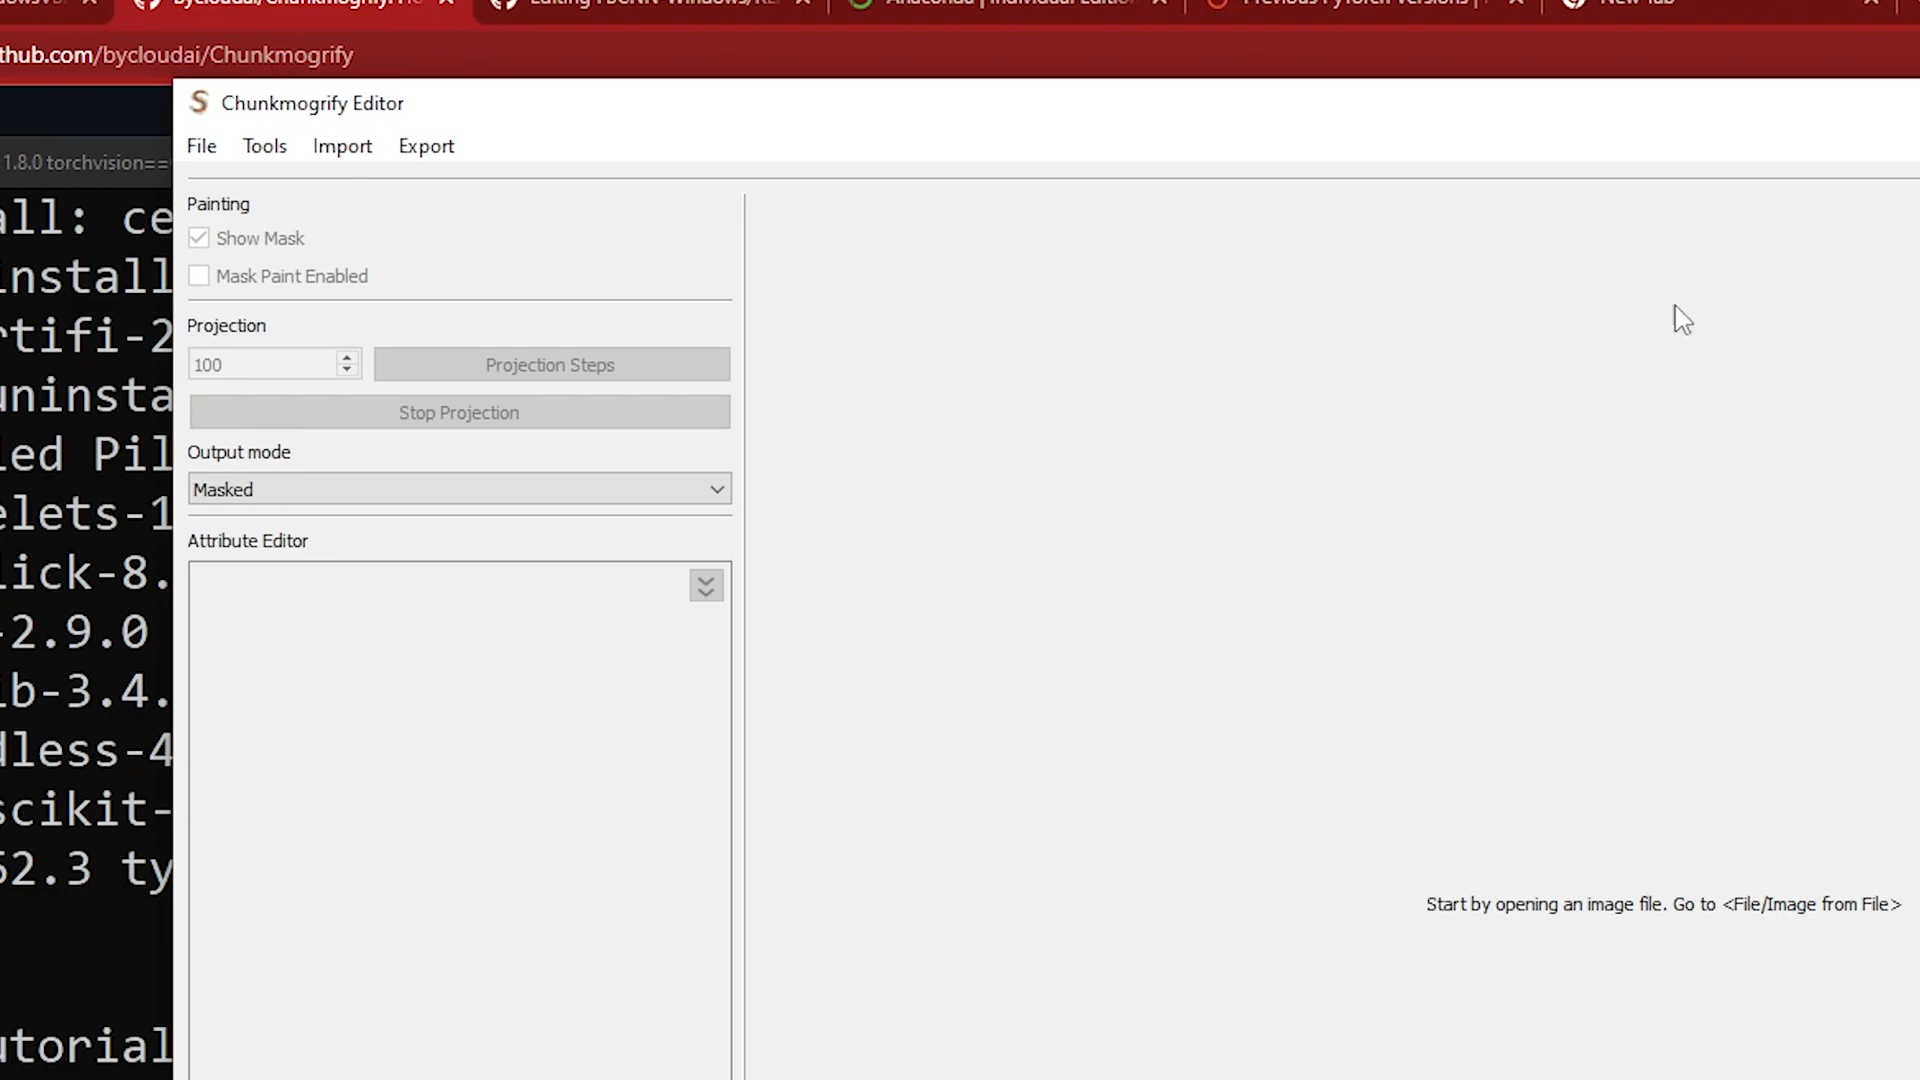 thub.com/bycloudai/Chunkmogrify
Chunkmogrify Editor
File Tools Import Export
1.8.0 torchvision==
Painting
Show Mask
Mask Paint Enabled
Projection
100
Projection Steps
Stop Projection
Output mode
Masked
Attribute Editor
Start by opening an image file. Go to <File/Image from File>
all: ce
install
rtifi-2
uninsta
led Pil
elets-1
lick-8.
-2.9.0
ib-3.4.
dless-4
scikit-
52.3 ty
utorial